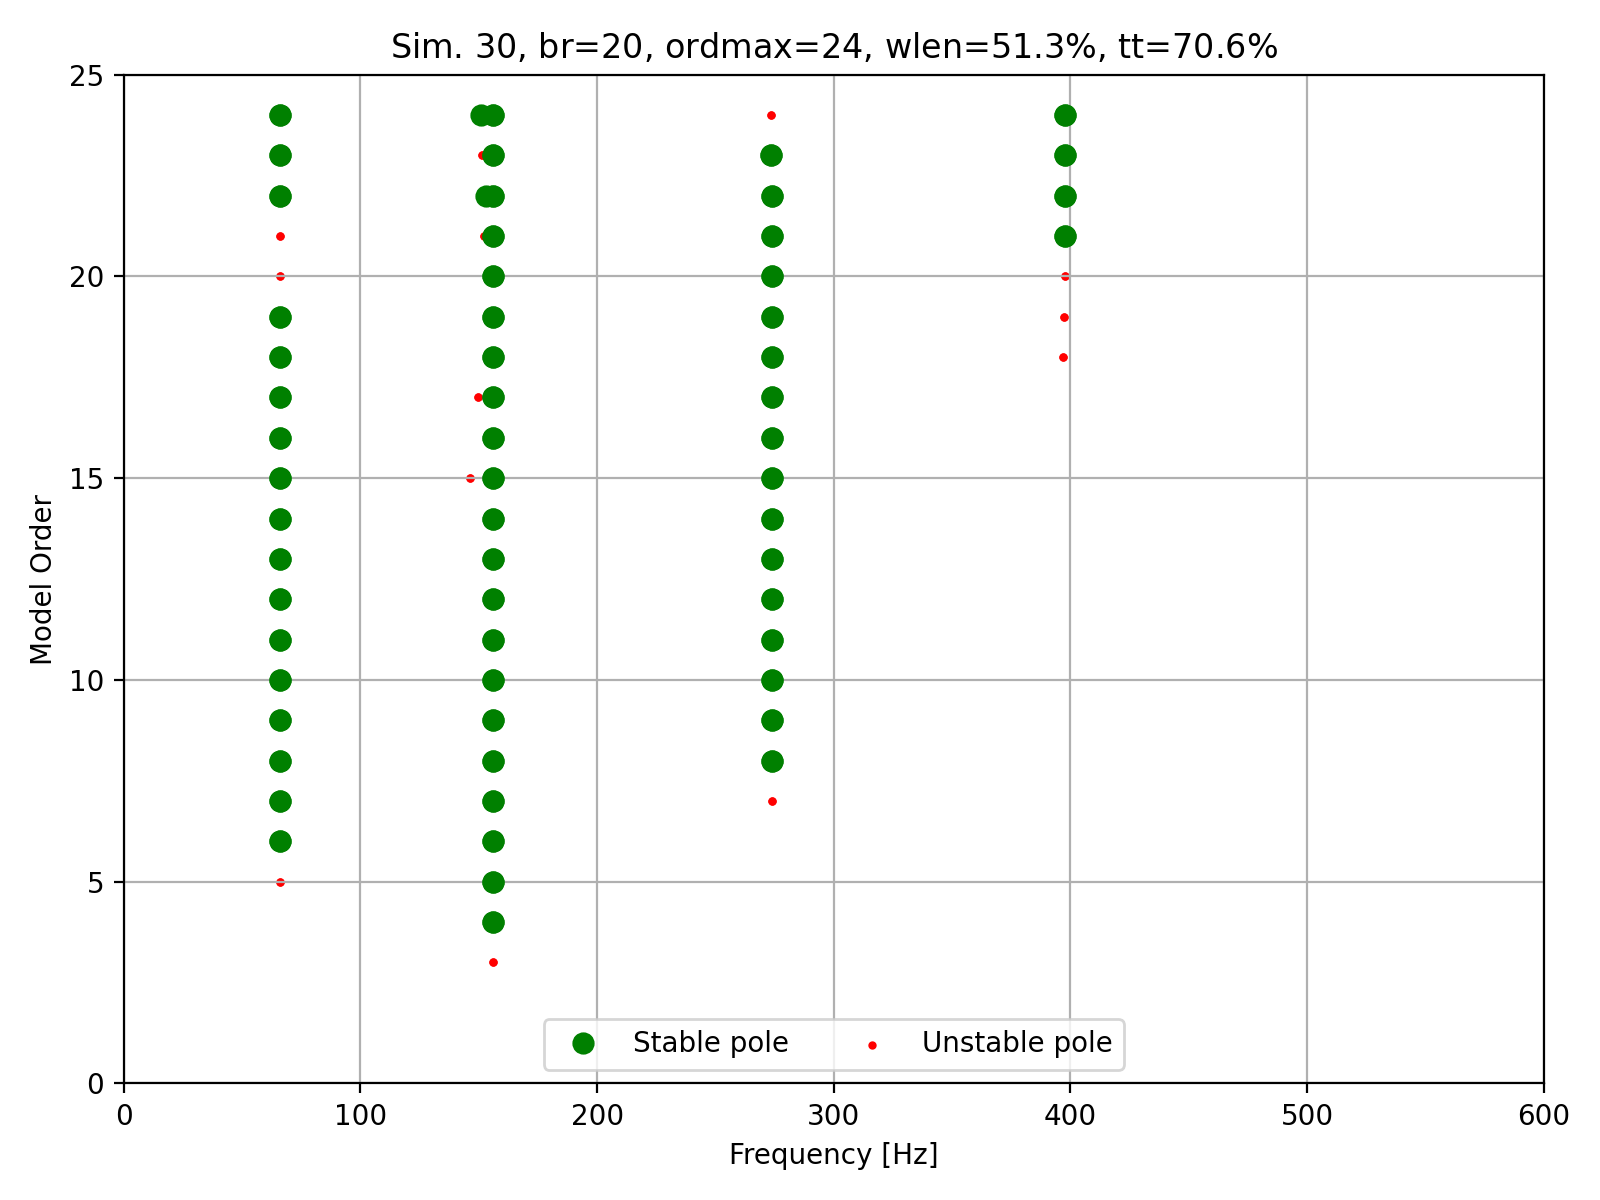 Sim. 30, br=20, ordmax=24, wlen=51.3%, tt=70.6%
25
20
15
10
5
0
Model Order
Stable pole
Unstable pole
0 100 200 300 400 500 600
Frequency [Hz]